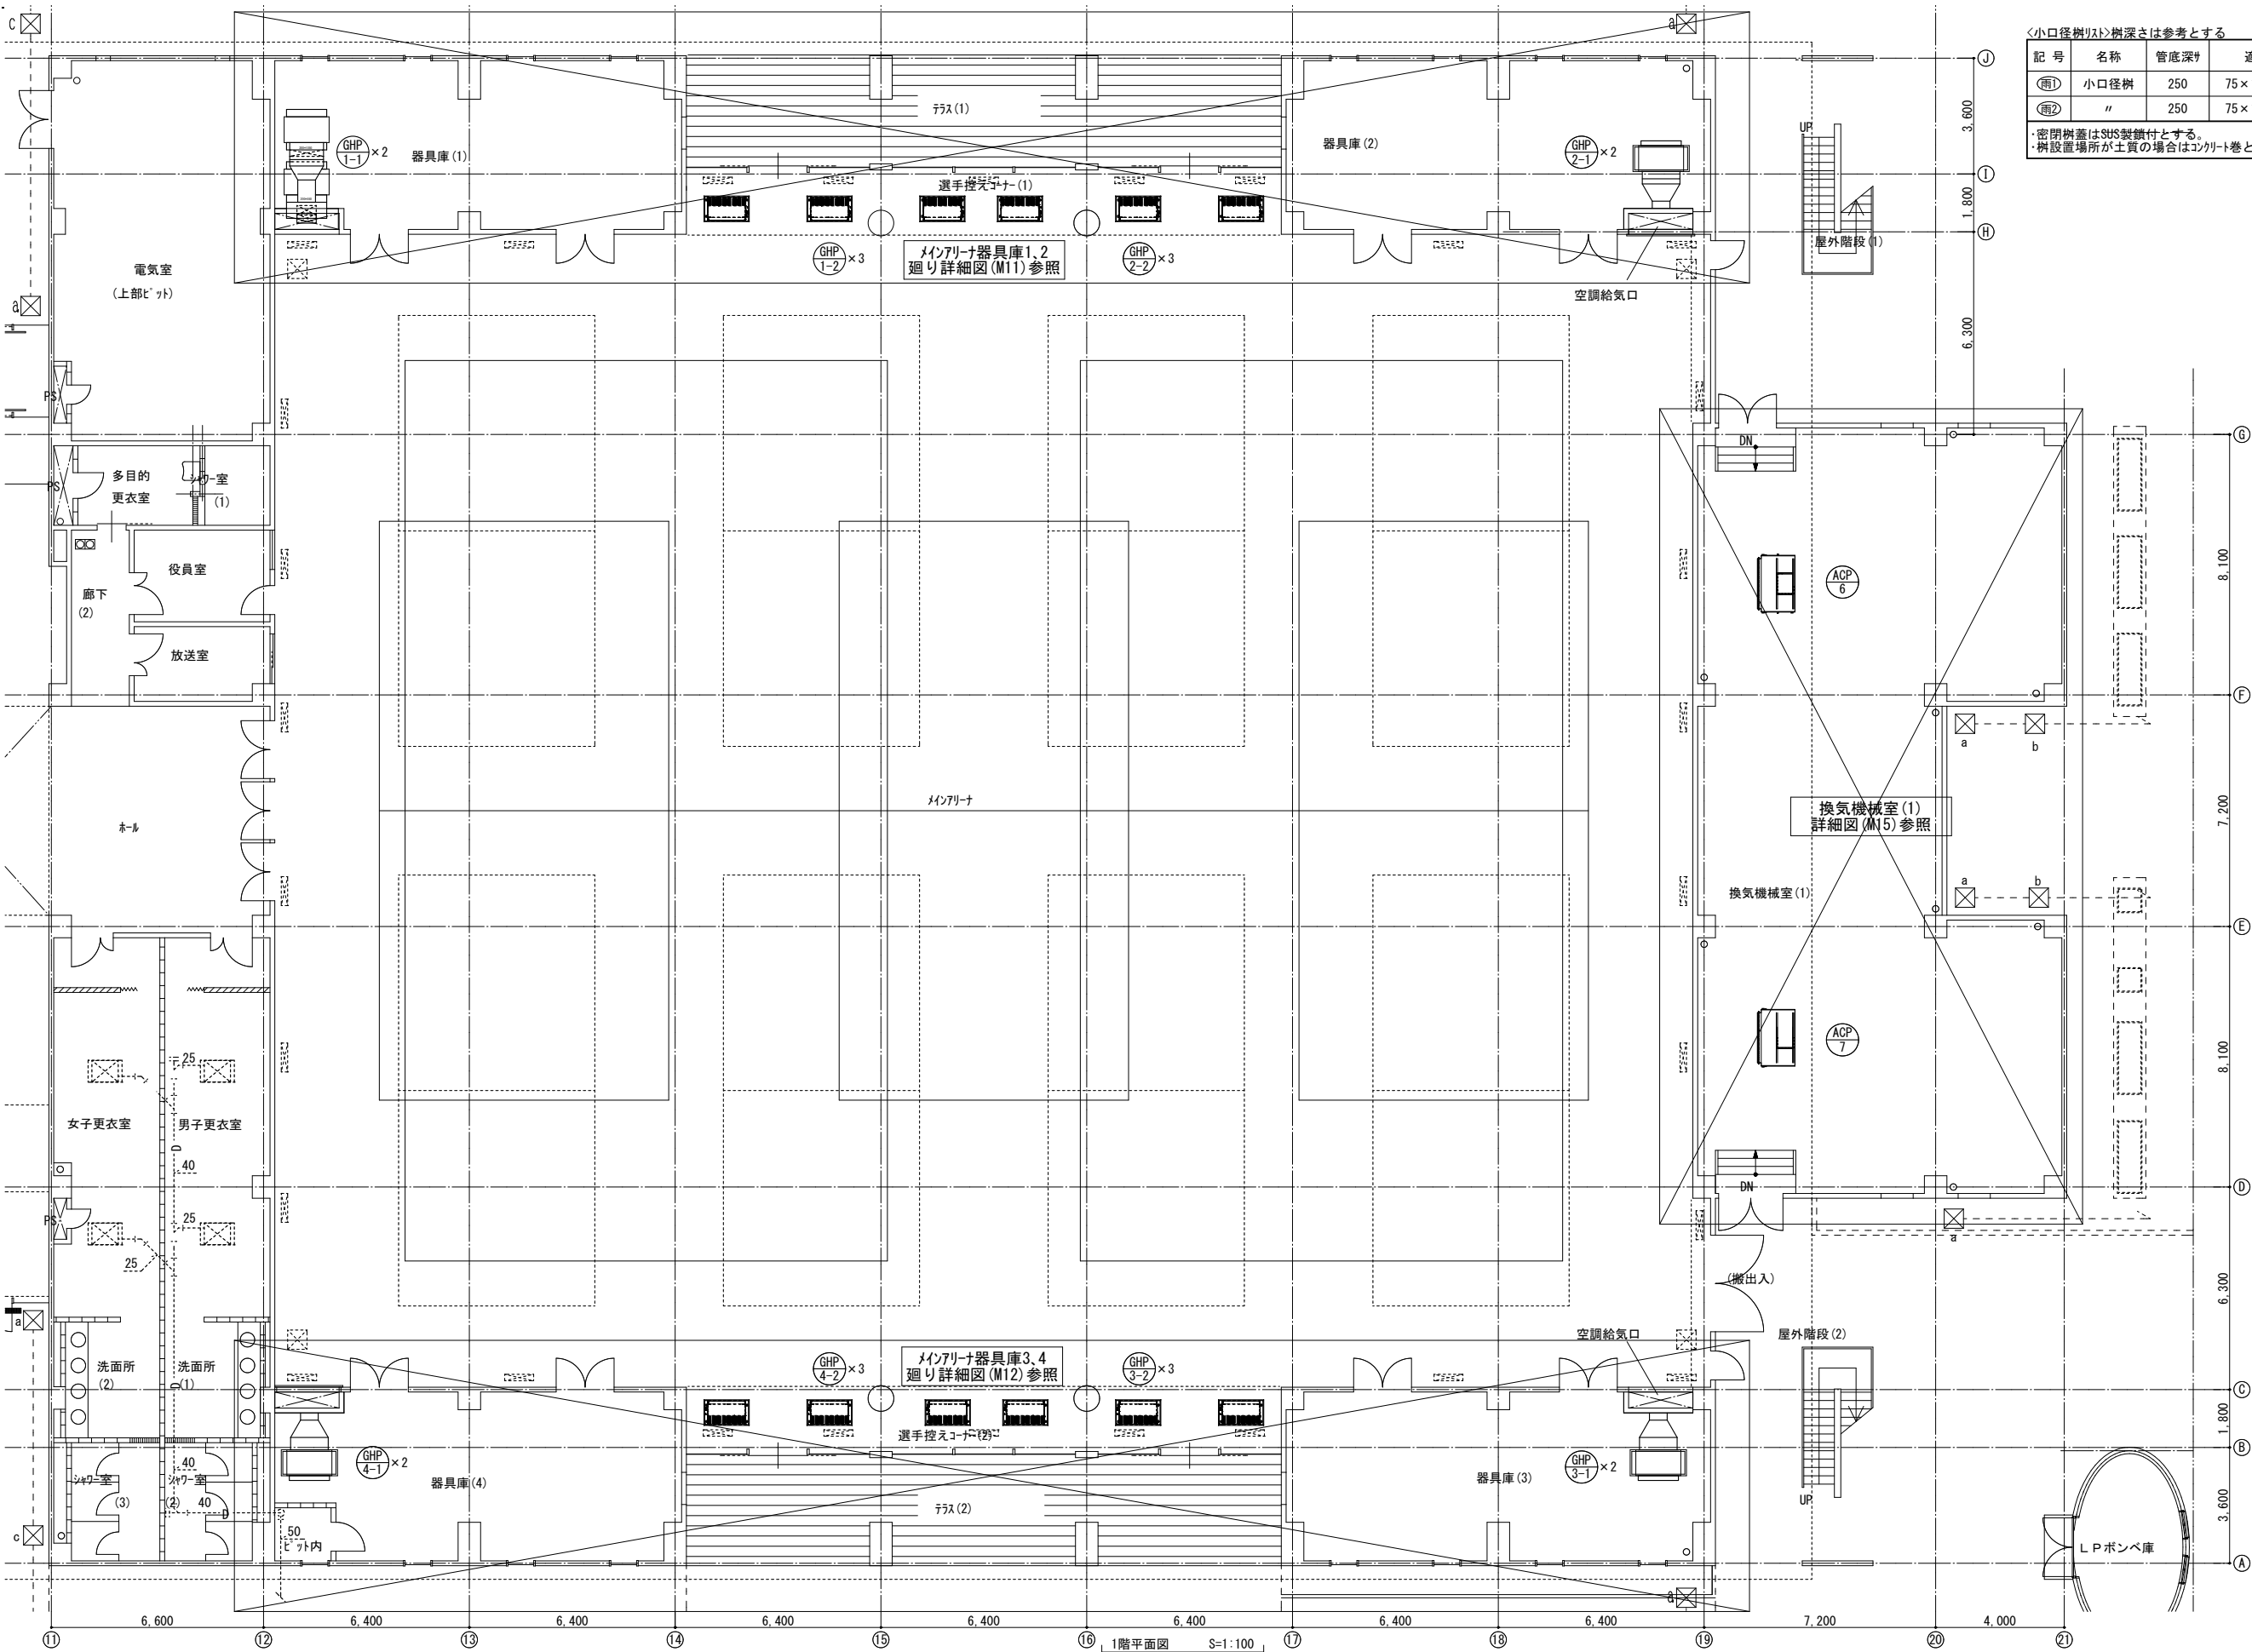 C
a
<小口径桝リスト>桝深さは参考とする
記 号 名称 管底深サ
雨1 小口径桝 250 75×
雨2 〃 250 75×
・密閉桝蓋はSUS製鎖付とする。
・桝設置場所が土質の場合はコンクリート巻と
J
3,600
I
1,800
H
6,300
G
8,100
F
7,200
E
8,100
D
6,300
C
1,800
B
3,600
A
GHP 1-1 ×2
器具庫(1)
テラス(1)
器具庫(2)
GHP 2-1 ×2
UP
選手控えコーナー(1)
屋外階段(1)
GHP 1-2 ×3
メインアリーナ器具庫1、2
廻り詳細図(M11)参照
GHP 2-2 ×3
電気室
(上部ピット)
空調給気口
a
PS
DN
PS
多目的
更衣室
シャワー室
(1)
役員室
廊下
(2)
放送室
ACP 6
a
b
メインアリーナ
換気機械室(1)
詳細図(M15)参照
ホール
換気機械室(1)
a
b
ACP 7
25
女子更衣室
男子更衣室
D
40
PS
25
25
DN
a
(搬出入)
a
空調給気口
屋外階段(2)
洗面所
(2)
洗面所
(1)
D
GHP 4-2 ×3
メインアリーナ器具庫3、4
廻り詳細図(M12)参照
GHP 3-2 ×3
選手控えコーナー(2)
GHP 4-1 ×2
器具庫(4)
テラス(2)
器具庫(3)
GHP 3-1 ×2
UP
シャワー室
(3)
40
シャワー室
(2)
40
D
50
ピット内
c
LPボンベ庫
a
6,600
6,400
6,400
6,400
6,400
6,400
6,400
6,400
7,200
4,000
11
12
13
14
15
16
17
18
19
20
21
1階平面図 S=1:100